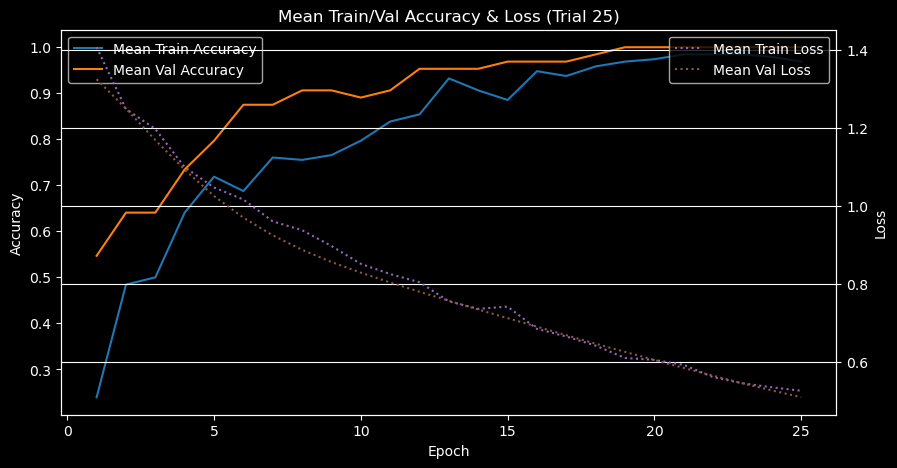 Mean Train/Val Accuracy & Loss (Trial 25)
Mean Train Accuracy
Mean Val Accuracy
Mean Train Loss
Mean Val Loss
1.0
0.9
0.8
0.7
0.6
0.5
0.4
0.3
Accuracy
1.4
1.2
1.0
0.8
0.6
Loss
0
5
10
15
20
25
Epoch